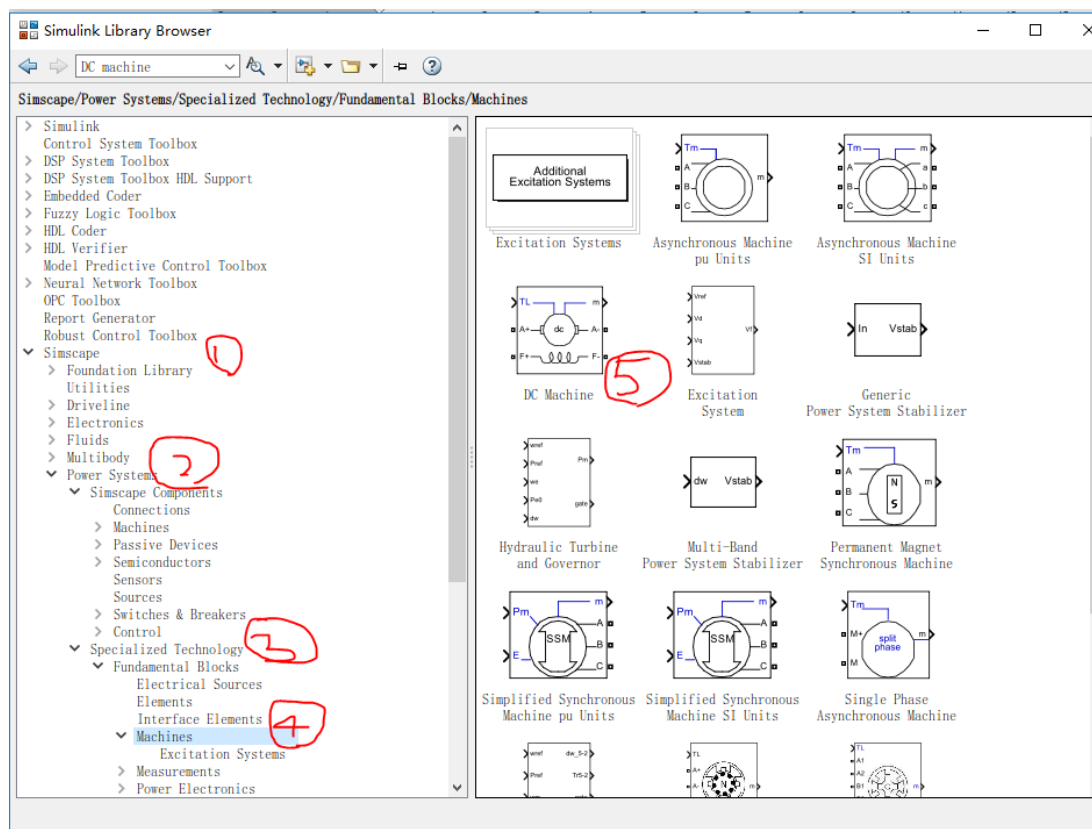 Simulink Library Browser
DC machine
Simscape/Power Systems/Specialized Technology/Fundamental Blocks/Machines
Simulink
Control System Toolbox
DSP System Toolbox
DSP System Toolbox HDL Support
Embedded Coder
Fuzzy Logic Toolbox
HDL Coder
HDL Verifier
Model Predictive Control Toolbox
Neural Network Toolbox
OPC Toolbox
Report Generator
Robust Control Toolbox
Simscape
1
Foundation Library
Utilities
Driveline
Electronics
Fluids
Multibody
2
Power Systems
Simscape Components
Connections
Machines
Passive Devices
Semiconductors
Sensors
Sources
Switches & Breakers
Control
3
Specialized Technology
Fundamental Blocks
Electrical Sources
Elements
Interface Elements
4
Machines
Excitation Systems
Measurements
Power Electronics
Additional
Excitation Systems
Excitation Systems
Tm
A
B
C
m
Asynchronous Machine
pu Units
Tm
A
B
C
m
a
b
c
Asynchronous Machine
SI Units
TL
m
A+
dc
A-
F+
F-
DC Machine
5
Vref
Vd
Vq
Vstab
Vf
Excitation
System
In
Vstab
Generic
Power System Stabilizer
wref
Pref
we
Pe0
dw
Pm
gate
Hydraulic Turbine
and Governor
dw
Vstab
Multi-Band
Power System Stabilizer
Tm
A
B
C
N
S
m
Permanent Magnet
Synchronous Machine
Pm
E
SSM
m
A
B
C
Simplified Synchronous
Machine pu Units
Pm
E
SSM
m
A
B
C
Simplified Synchronous
Machine SI Units
Tm
M+
M
split
phase
m
Single Phase
Asynchronous Machine
wref
Pref
dw_5-2
Tr5-2
TL
A+
A-
m
TL
A1
A2
B1
m